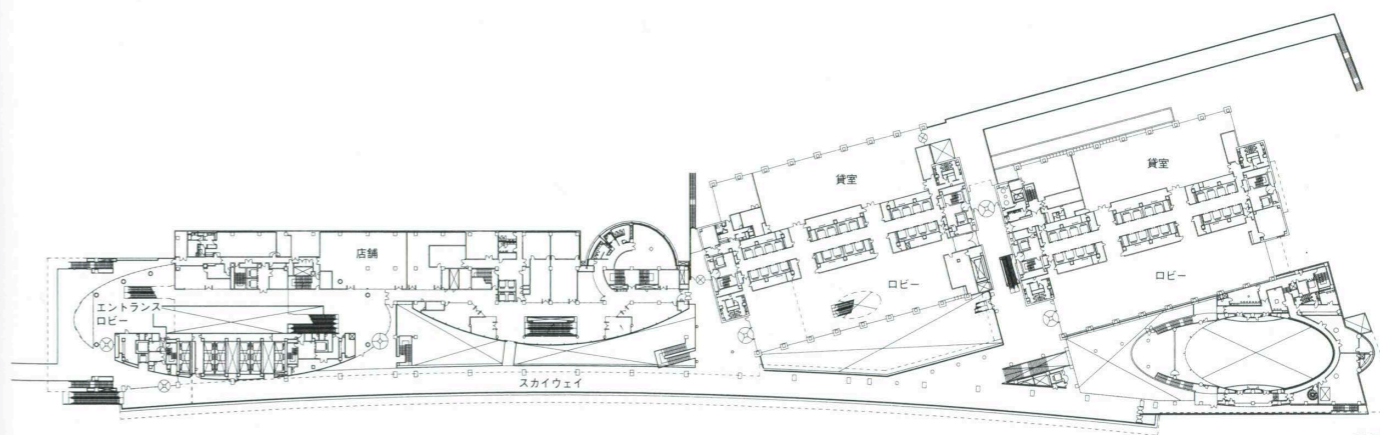 貸室
貸室
店舗
ロビー
ロビー
エントランス
ロビー
スカイウェイ